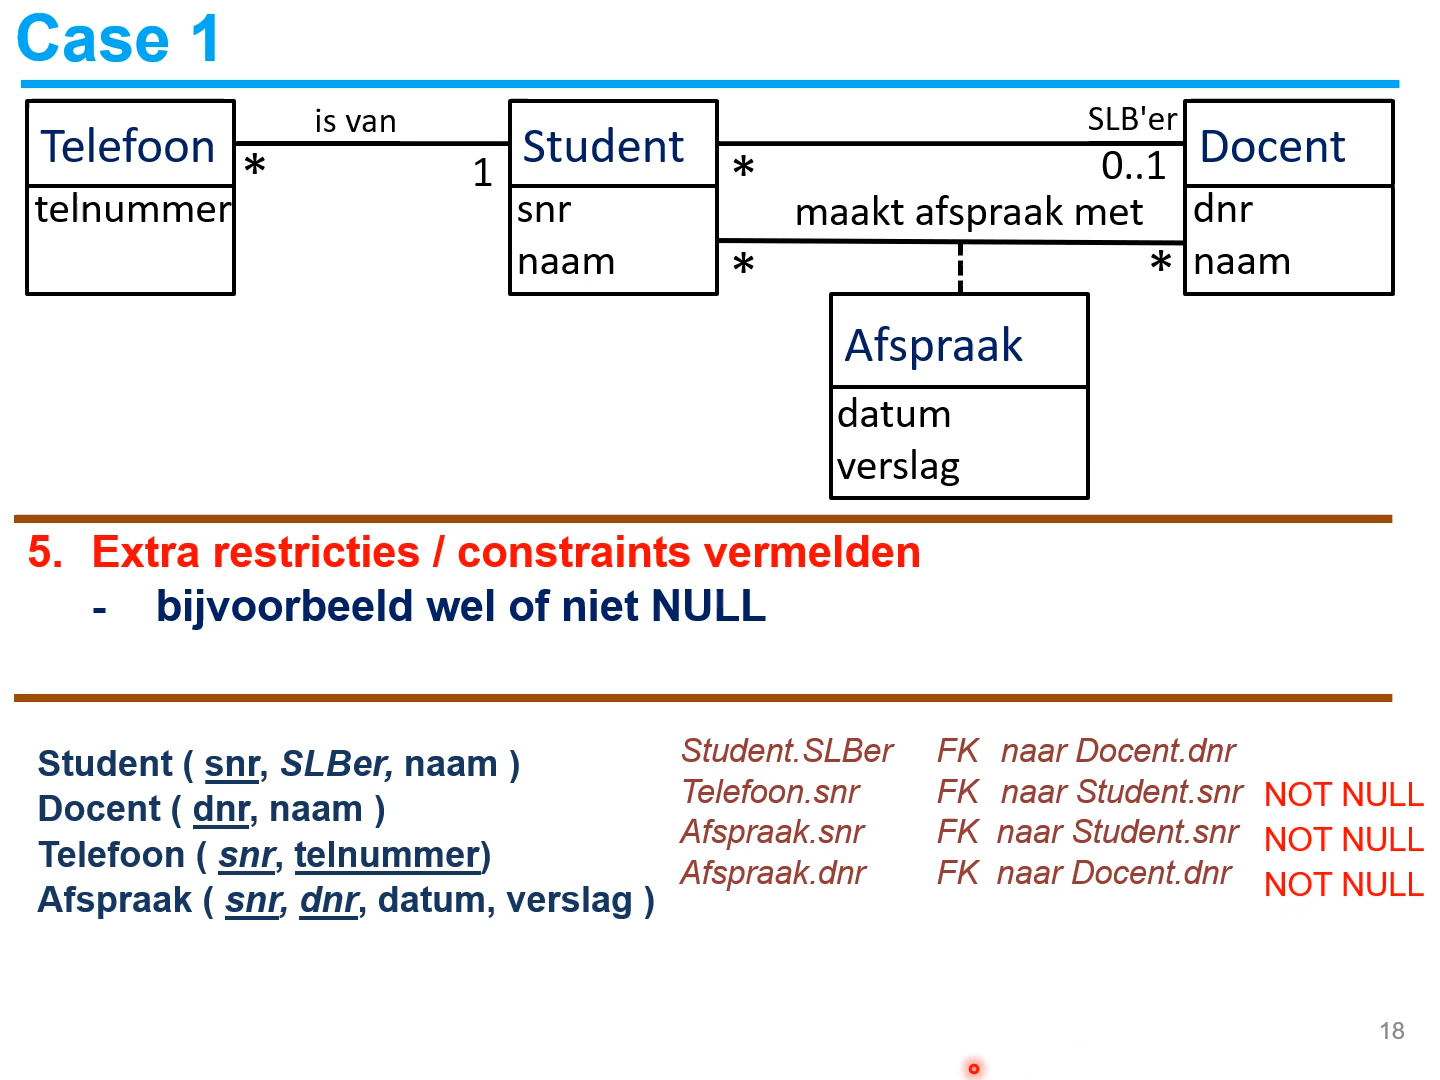 Case 1
Telefoon
telnummer
is van
*
1
Student
snr
naam
*
SLB'er
0..1
maakt afspraak met
*
*
Docent
dnr
naam
Afspraak
datum
verslag
5. Extra restricties / constraints vermelden
- bijvoorbeeld wel of niet NULL
Student ( snr, SLBer, naam )
Docent ( dnr, naam )
Telefoon ( snr, telnummer)
Afspraak ( snr, dnr, datum, verslag )
Student.SLBer FK naar Docent.dnr
Telefoon.snr FK naar Student.snr NOT NULL
Afspraak.snr FK naar Student.snr NOT NULL
Afspraak.dnr FK naar Docent.dnr NOT NULL
18